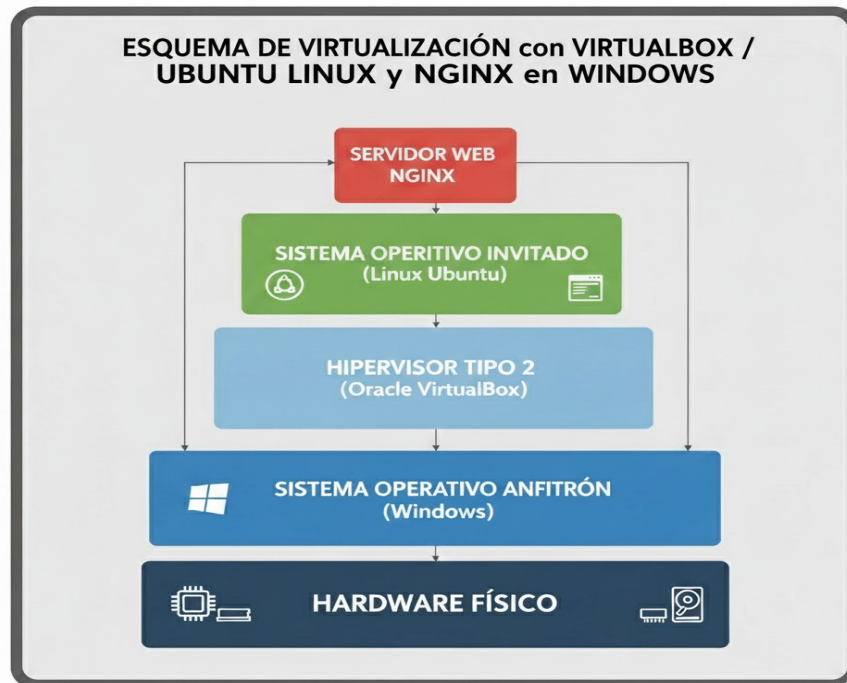 ESQUEMA DE VIRTUALIZACIÓN con VIRTUALBOX /
UBUNTU LINUX y NGINX en WINDOWS
SERVIDOR WEB
NGINX
SISTEMA OPERITIVO INVITADO
(Linux Ubuntu)
HIPERVISOR TIPO 2
(Oracle VirtualBox)
SISTEMA OPERATIVO ANFITRÓN
(Windows)
HARDWARE FÍSICO